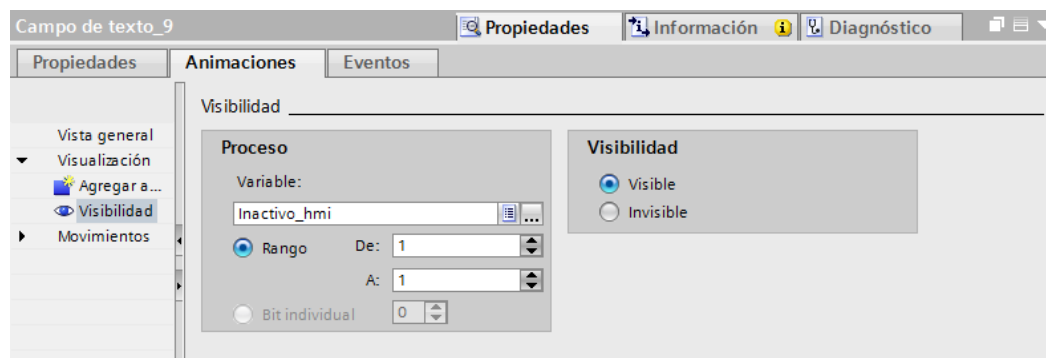 Campo de texto_9
Propiedades Información Diagnóstico
Propiedades Animaciones Eventos
Visibilidad
Vista general
Visualización
Agregar a...
Visibilidad
Movimientos
Proceso
Variable:
Inactivo_hmi
...
Rango De: 1
A: 1
Bit individual 0
Visibilidad
Visible
Invisible